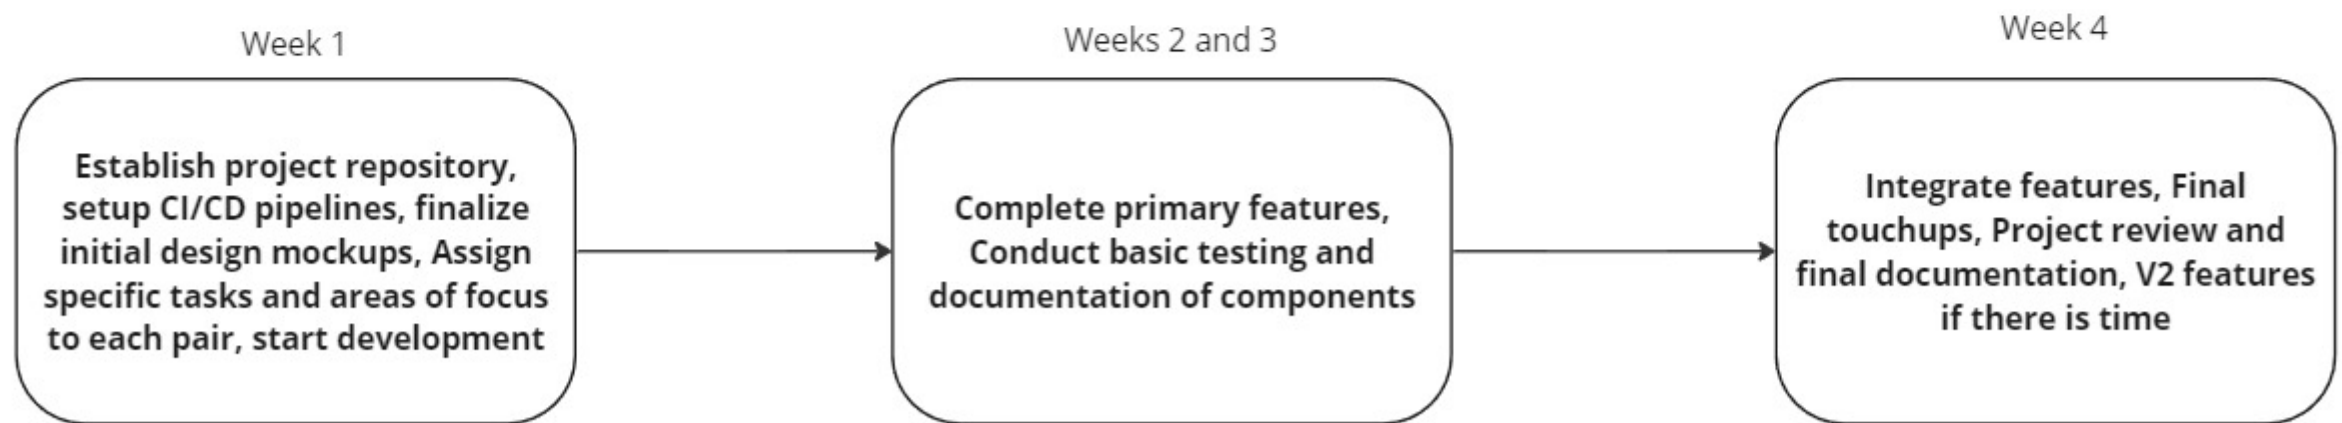 Week 1
Establish project repository,
setup CI/CD pipelines, finalize
initial design mockups, Assign
specific tasks and areas of focus
to each pair, start development
Weeks 2 and 3
Complete primary features,
Conduct basic testing and
documentation of components
Week 4
Integrate features, Final
touchups, Project review and
final documentation, V2 features
if there is time